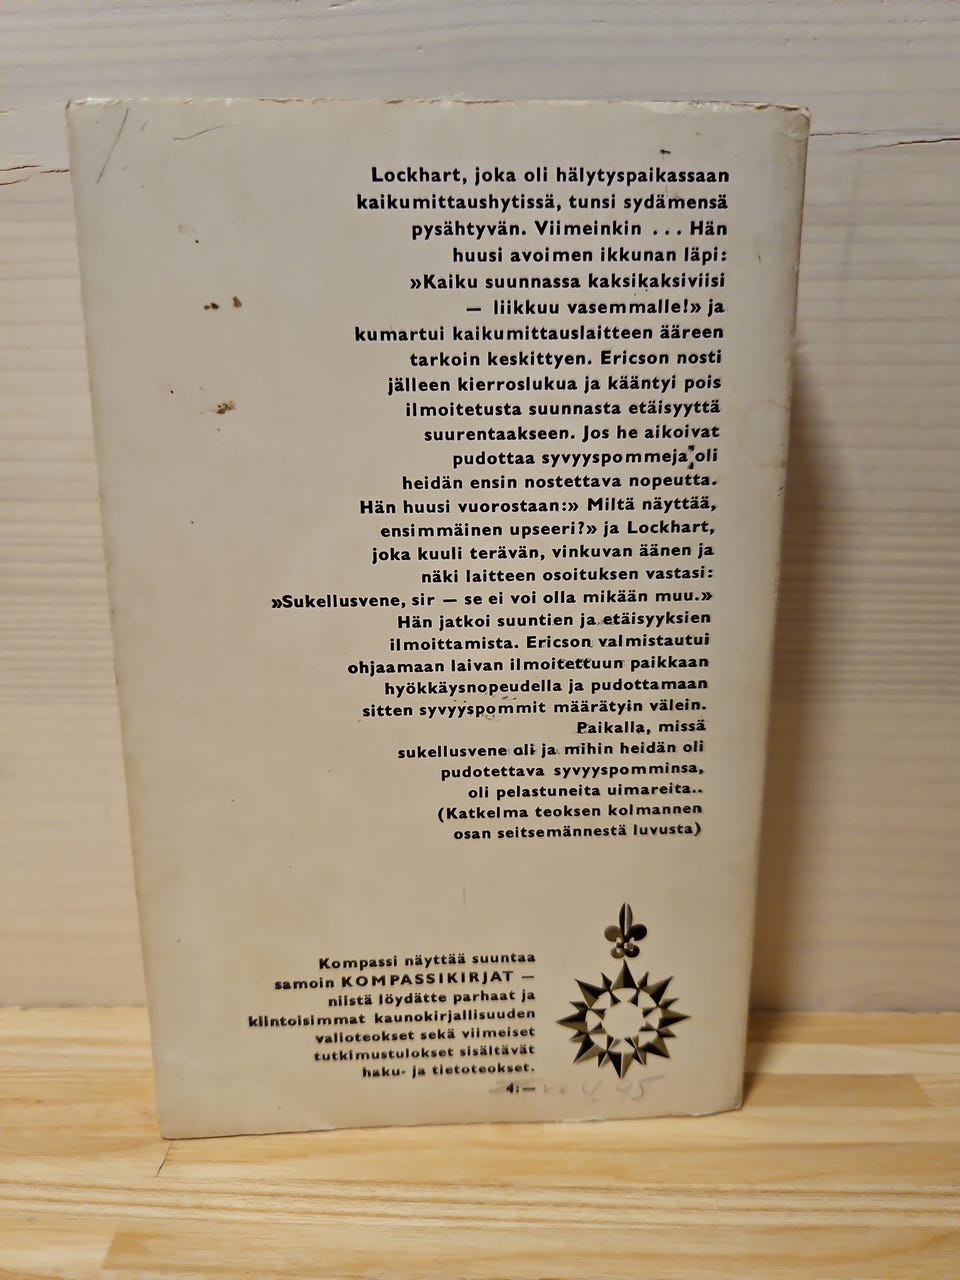 Lockhart, joka oli hälytyspaikassaan
kaikumittaushytissä, tunsi sydämensä
pysähtyvän. Viimeinkin ... Hän
huusi avoimen ikkunan läpi:
»Kaiku suunnassa kaksikaksiviisi
— liikkuu vasemmalle!» ja
kumartui kaikumittauslaitteen ääreen
tarkoin keskittyen. Ericson nosti
jälleen kierroslukua ja kääntyi pois
ilmoitetusta suunnasta etäisyyttä
suurentaakseen. Jos he aikoivat
pudottaa syvyyspommeja oli
heidän ensin nostettava nopeutta.
Hän huusi vuorostaan:» Miltä näyttää,
ensimmäinen upseeri?» ja Lockhart,
joka kuuli terävän, vinkuvan äänen ja
näki laitteen osoituksen vastasi:
»Sukellusvene, sir — se ei voi olla mikään muu.»
Hän jatkoi suuntien ja etäisyyksien
ilmoittamista. Ericson valmistautui
ohjaamaan laivan ilmoitettuun paikkaan
hyökkäysnopeudella ja pudottamaan
sitten syvyyspommit määrätyin välein.
Paikalla, missä
sukellusvene oli ja mihin heidän oli
pudotettava syvyyspomminsa,
oli pelastuneita uimareita..
(Katkelma teoksen kolmannen
osan seitsemännestä luvusta)
Kompassi näyttää suuntaa
samoin KOMPASSIKIRJAT —
niistä löydätte parhaat ja
kiintoisimmat kaunokirjallisuuden
valioteokset sekä viimeiset
tutkimustulokset sisältävät
haku- ja tietoteokset.
4:—